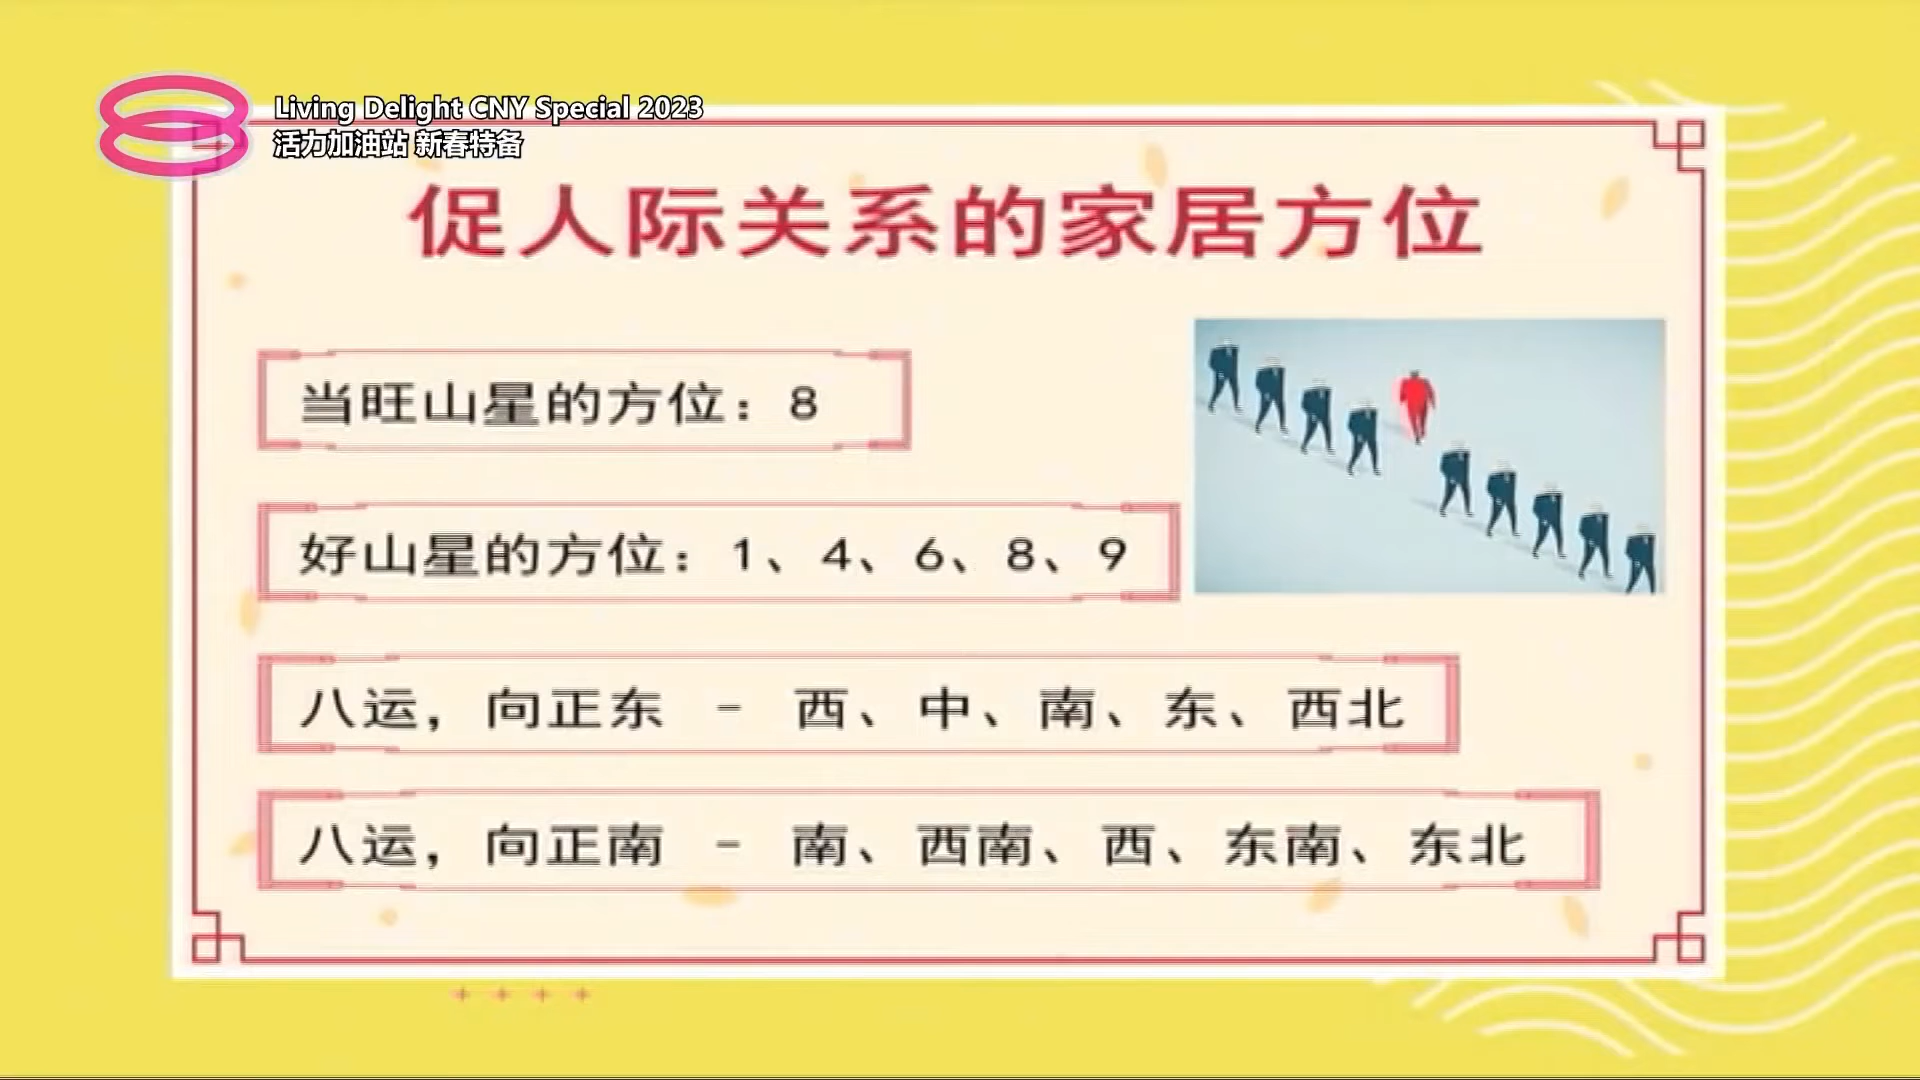 Living Delight CNY Special 2023
活力加油站 新春特备
促人际关系的家居方位
当旺山星的方位：8
好山星的方位：1、4、6、8、9
八运，向正东 - 西、中、南、东、西北
八运，向正南 - 南、西南、西、东南、东北